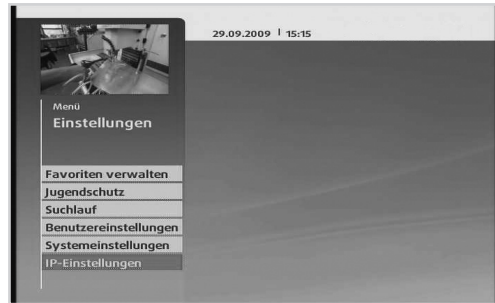 29.09.2009 | 15:15
Menü
Einstellungen
Favoriten verwalten
Jugendschutz
Suchlauf
Benutzereinstellungen
Systemeinstellungen
IP-Einstellungen